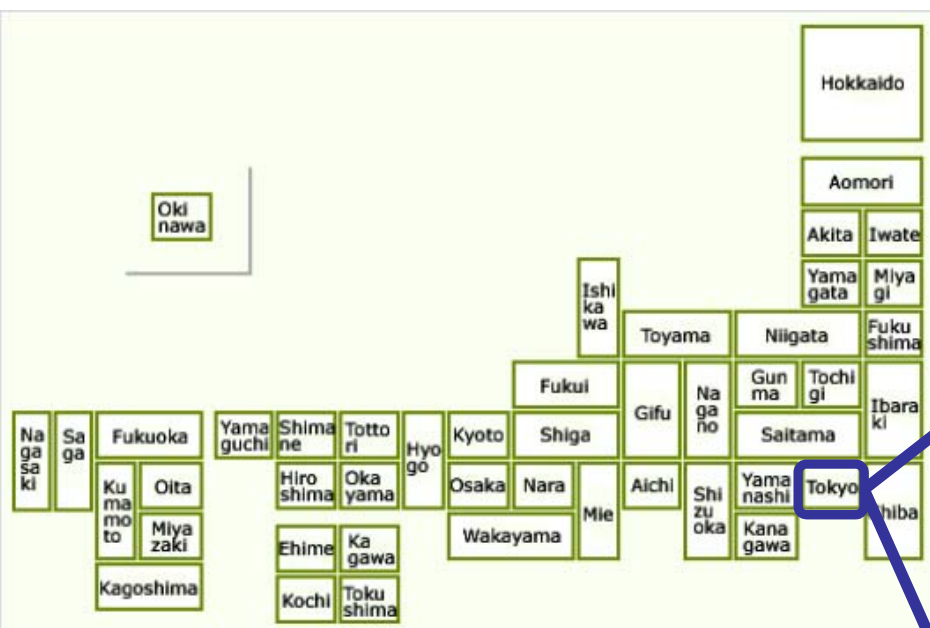 Hokkaido
Aomori
Oki
nawa
Akita
Iwate
Yama
gata
Miya
gi
Ishi
ka
wa
Toyama
Niigata
Fuku
shima
Fukui
Gifu
Na
ga
no
Gun
ma
Tochi
gi
Ibara
ki
Na
ga
sa
ki
Sa
ga
Fukuoka
Yama
guchi
Shima
ne
Totto
ri
Hyo
go
Kyoto
Shiga
Saitama
Ku
ma
mo
to
Oita
Hiro
shima
Oka
yama
Osaka
Nara
Mie
Aichi
Shi
zu
oka
Yama
nashi
Tokyo
hiba
Miya
zaki
Ehime
Ka
gawa
Wakayama
Kana
gawa
Kagoshima
Kochi
Toku
shima